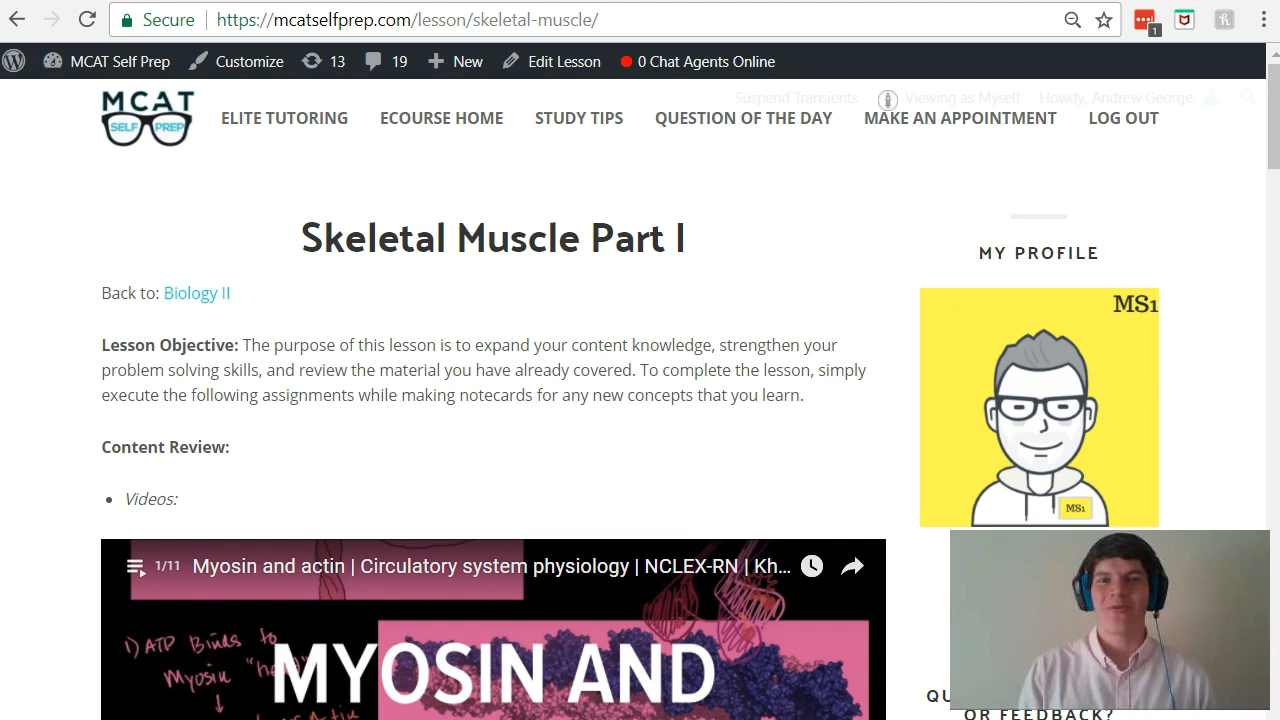 Secure https://mcatselfprep.com/lesson/skeletal-muscle/
1
MCAT Self Prep Customize 13 19 New Edit Lesson 0 Chat Agents Online
Suspend Transients Viewing as Myself Howdy, Andrew George
MCAT
SELF PREP
ELITE TUTORING ECOURSE HOME STUDY TIPS QUESTION OF THE DAY MAKE AN APPOINTMENT LOG OUT
Skeletal Muscle Part I
Back to: Biology II
Lesson Objective: The purpose of this lesson is to expand your content knowledge, strengthen your
problem solving skills, and review the material you have already covered. To complete the lesson, simply
execute the following assignments while making notecards for any new concepts that you learn.
Content Review:
Videos:
1/11 Myosin and actin | Circulatory system physiology | NCLEX-RN | Kh...
1) ATP Binds to
Myosin "head"
MYOSIN AND
MY PROFILE
MS1
MS1
QU
OR FEEDBACK?